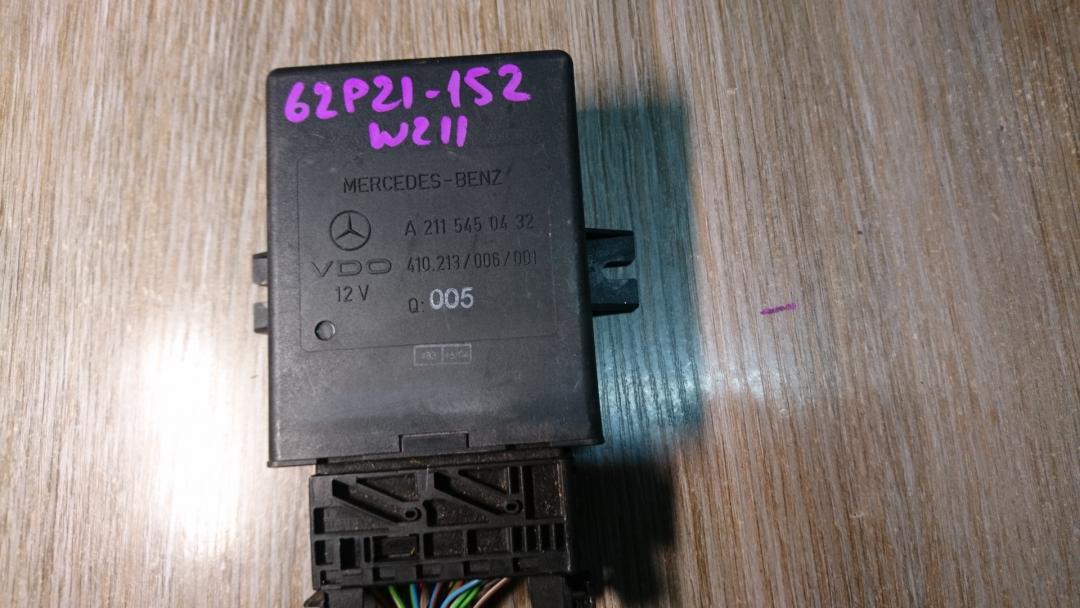 62P21-152
W211
MERCEDES-BENZ
A 211 545 04 32
VDO 410.213/006/001
12 V
Q: 005